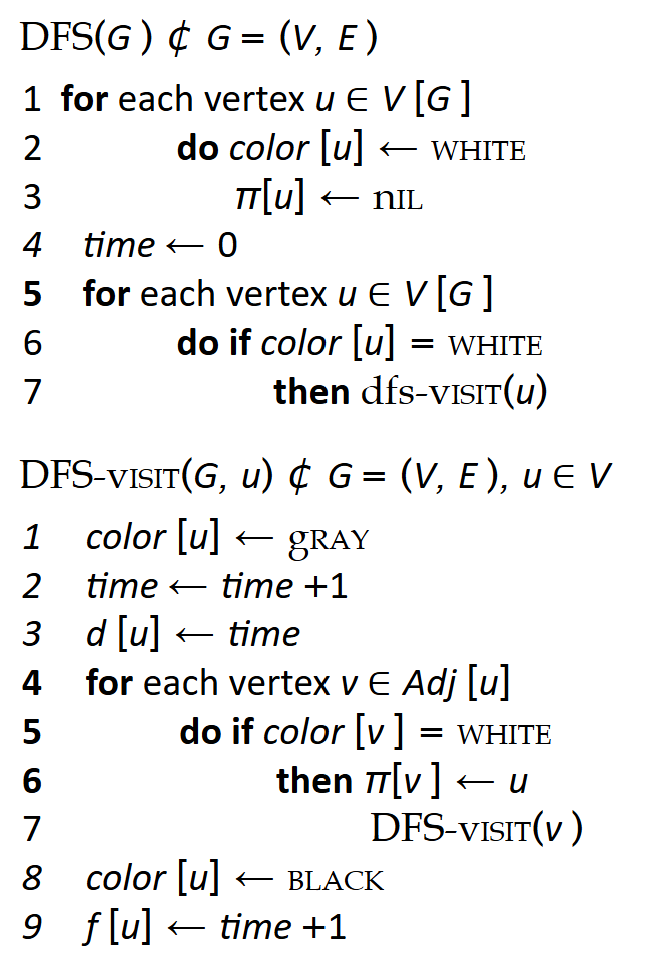 DFS(G ) ⊄ G = (V, E )
1 for each vertex u ∈ V [G ]
2 do color [u] ← WHITE
3 π[u] ← nIL
4 time ← 0
5 for each vertex u ∈ V [G ]
6 do if color [u] = WHITE
7 then dfs-VISIT(u)
DFS-VISIT(G, u) ⊄ G = (V, E ), u ∈ V
1 color [u] ← gRAY
2 time ← time +1
3 d [u] ← time
4 for each vertex v ∈ Adj [u]
5 do if color [v ] = WHITE
6 then π[v ] ← u
7 DFS-VISIT(v )
8 color [u] ← BLACK
9 f [u] ← time +1